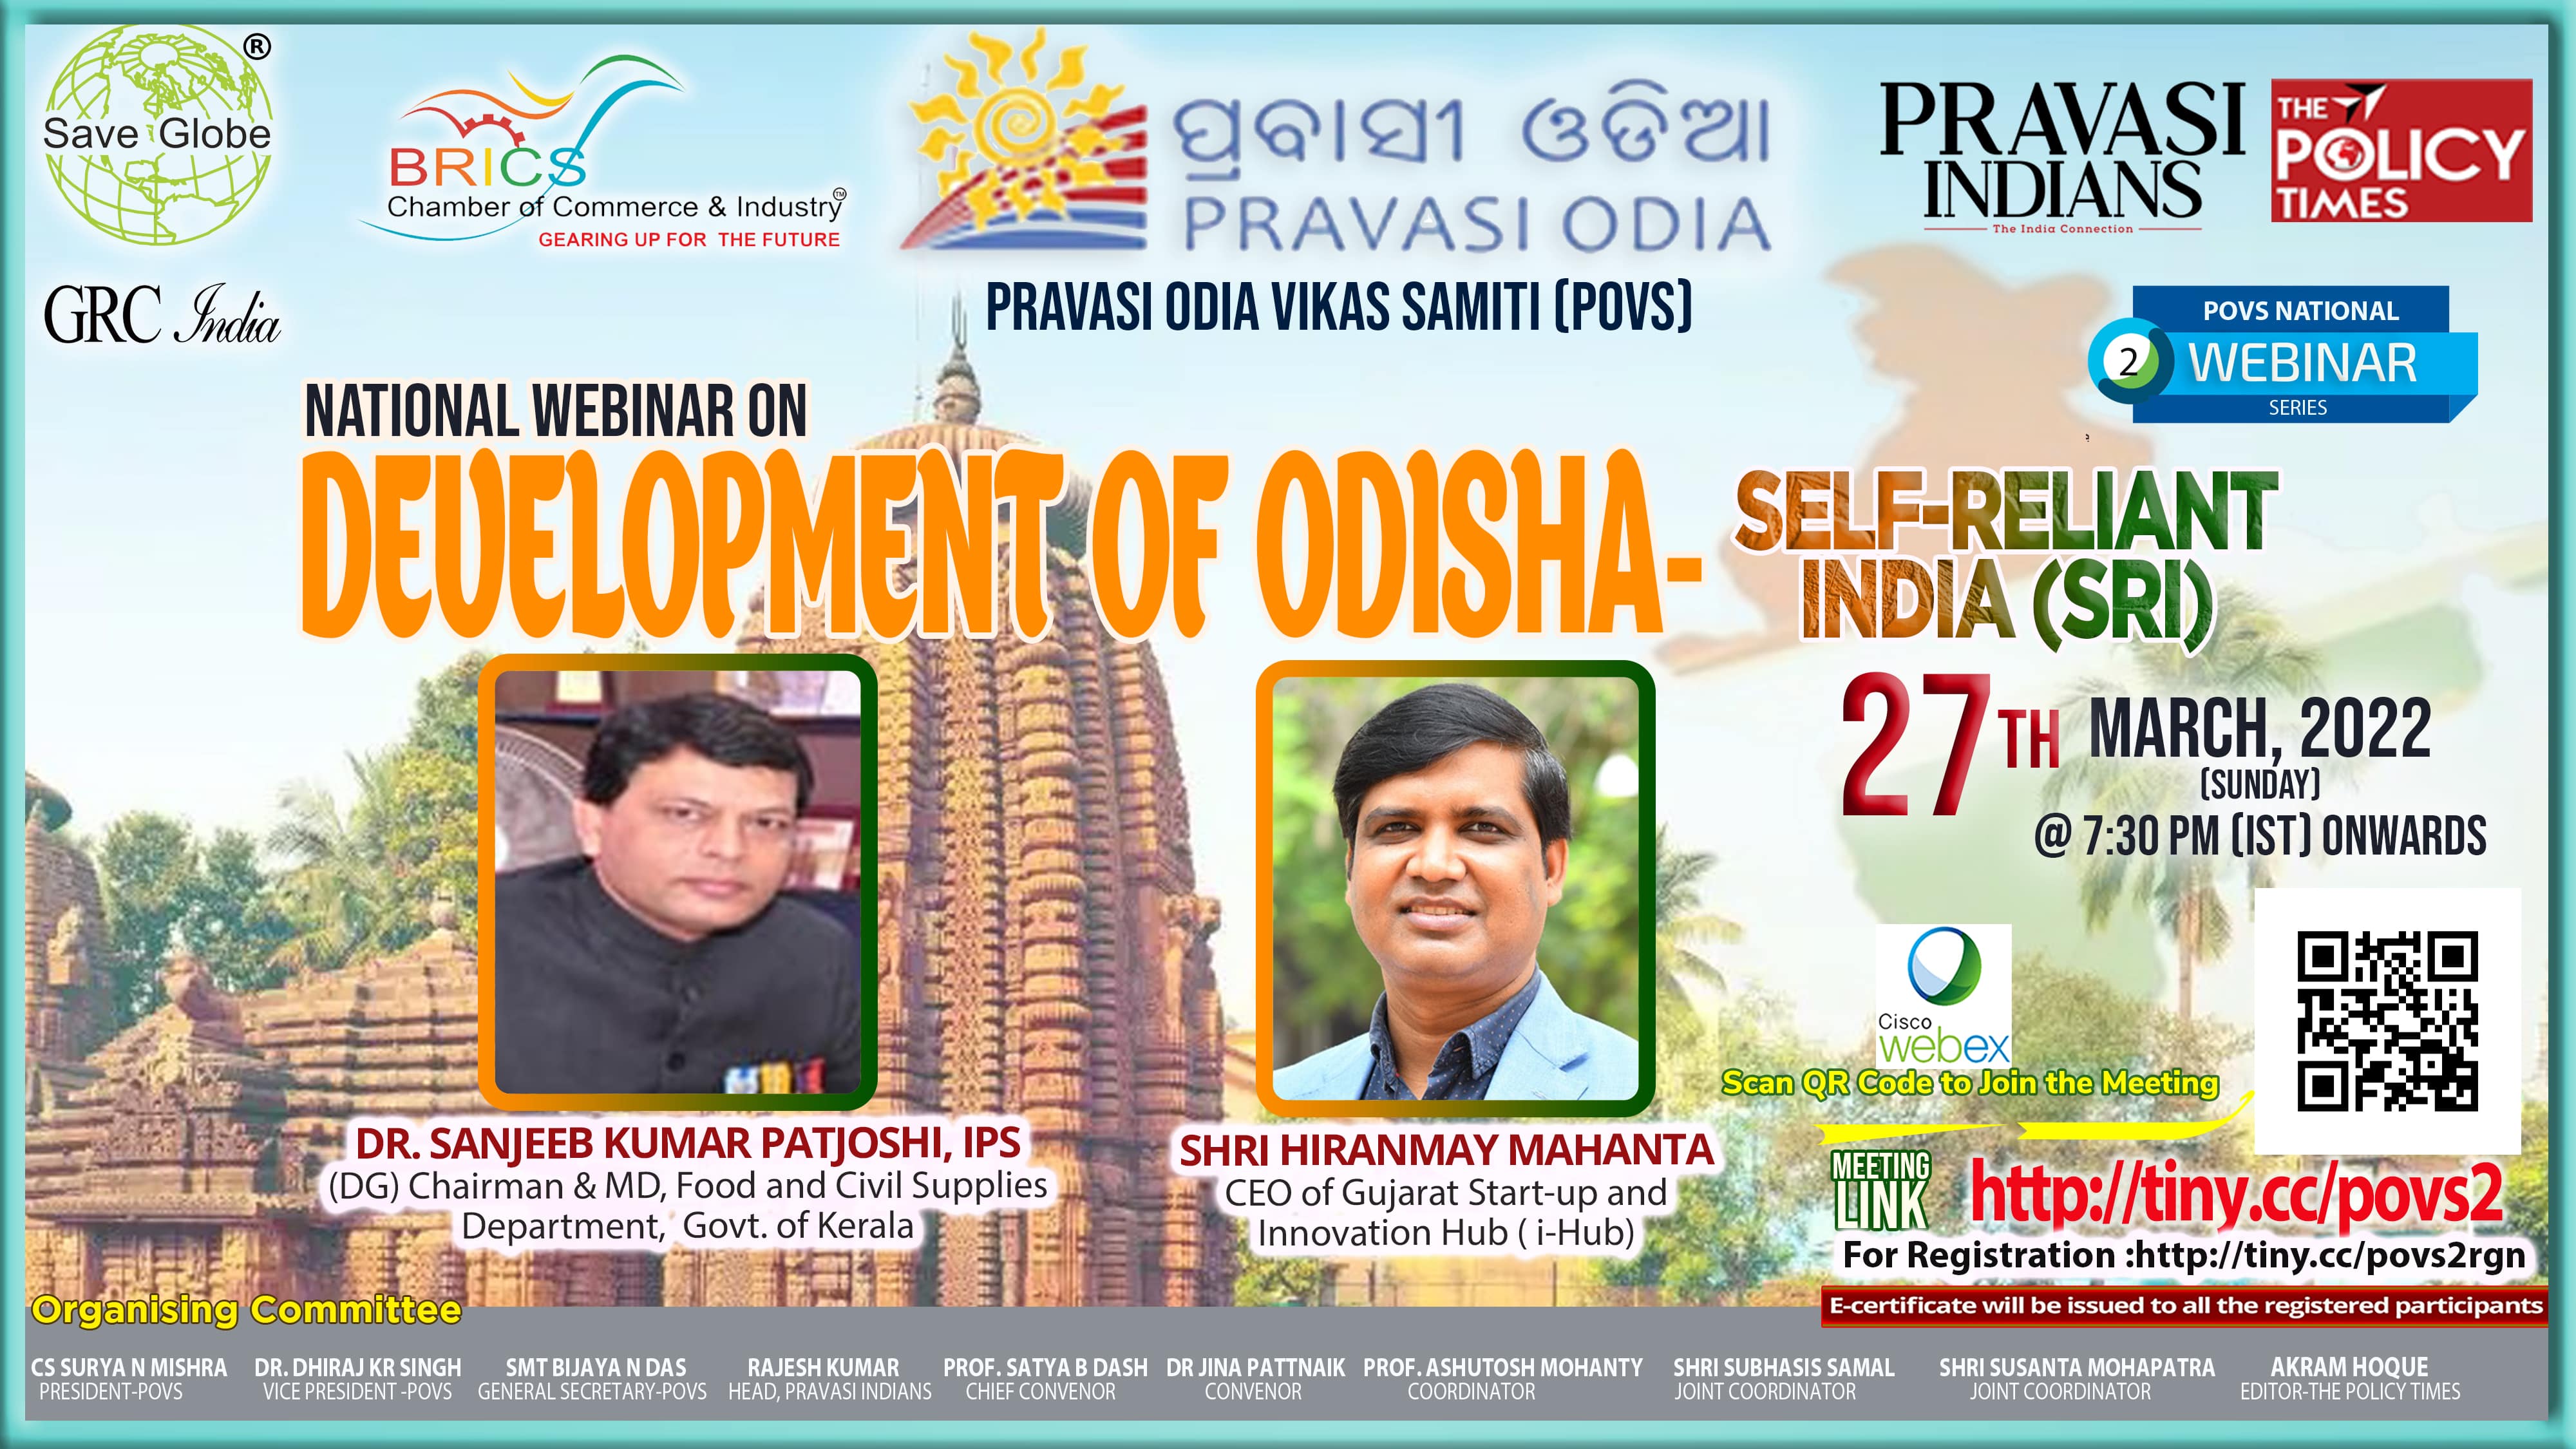 Save Globe
®
GRC India
BRICS
Chamber of Commerce & Industry
TM
GEARING UP FOR THE FUTURE
ପ୍ରବାସୀ ଓଡିଆ
PRAVASI ODIA
PRAVASI ODIA VIKAS SAMITI (POVS)
PRAVASI
INDIANS
The India Connection
THE
POLICY
TIMES
POVS NATIONAL
2
WEBINAR
SERIES
NATIONAL WEBINAR ON
DEVELOPMENT OF ODISHA-
SELF-RELIANT
INDIA (SRI)
27TH MARCH, 2022
(SUNDAY)
@ 7:30 PM (IST) ONWARDS
Cisco
webex
Scan QR Code to Join the Meeting
MEETING
LINK
http://tiny.cc/povs2
For Registration :http://tiny.cc/povs2rgn
E-certificate will be issued to all the registered participants
DR. SANJEEB KUMAR PATJOSHI, IPS
(DG) Chairman & MD, Food and Civil Supplies
Department, Govt. of Kerala
SHRI HIRANMAY MAHANTA
CEO of Gujarat Start-up and
Innovation Hub ( i-Hub)
Organising Committee
CS SURYA N MISHRA
PRESIDENT-POVS
DR. DHIRAJ KR SINGH
VICE PRESIDENT -POVS
SMT BIJAYA N DAS
GENERAL SECRETARY-POVS
RAJESH KUMAR
HEAD, PRAVASI INDIANS
PROF. SATYA B DASH
CHIEF CONVENOR
DR JINA PATTNAIK
CONVENOR
PROF. ASHUTOSH MOHANTY
COORDINATOR
SHRI SUBHASIS SAMAL
JOINT COORDINATOR
SHRI SUSANTA MOHAPATRA
JOINT COORDINATOR
AKRAM HOQUE
EDITOR-THE POLICY TIMES